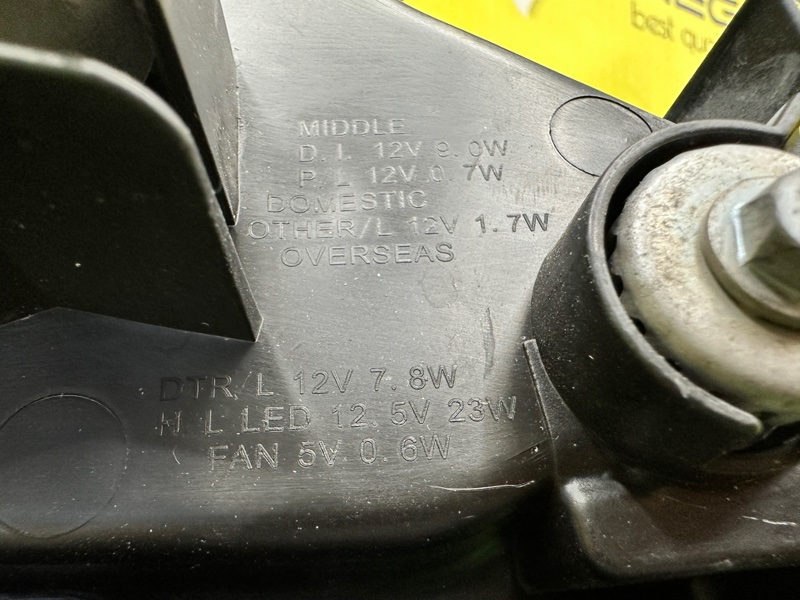 best
MIDDLE
D. L 12V 9.0W
P. L 12V 0.7W
DOMESTIC
OTHER/L 12V 1.7W
OVERSEAS
DTR/L 12V 7.8W
H/L LED 12.5V 23W
FAN 5V 0.6W